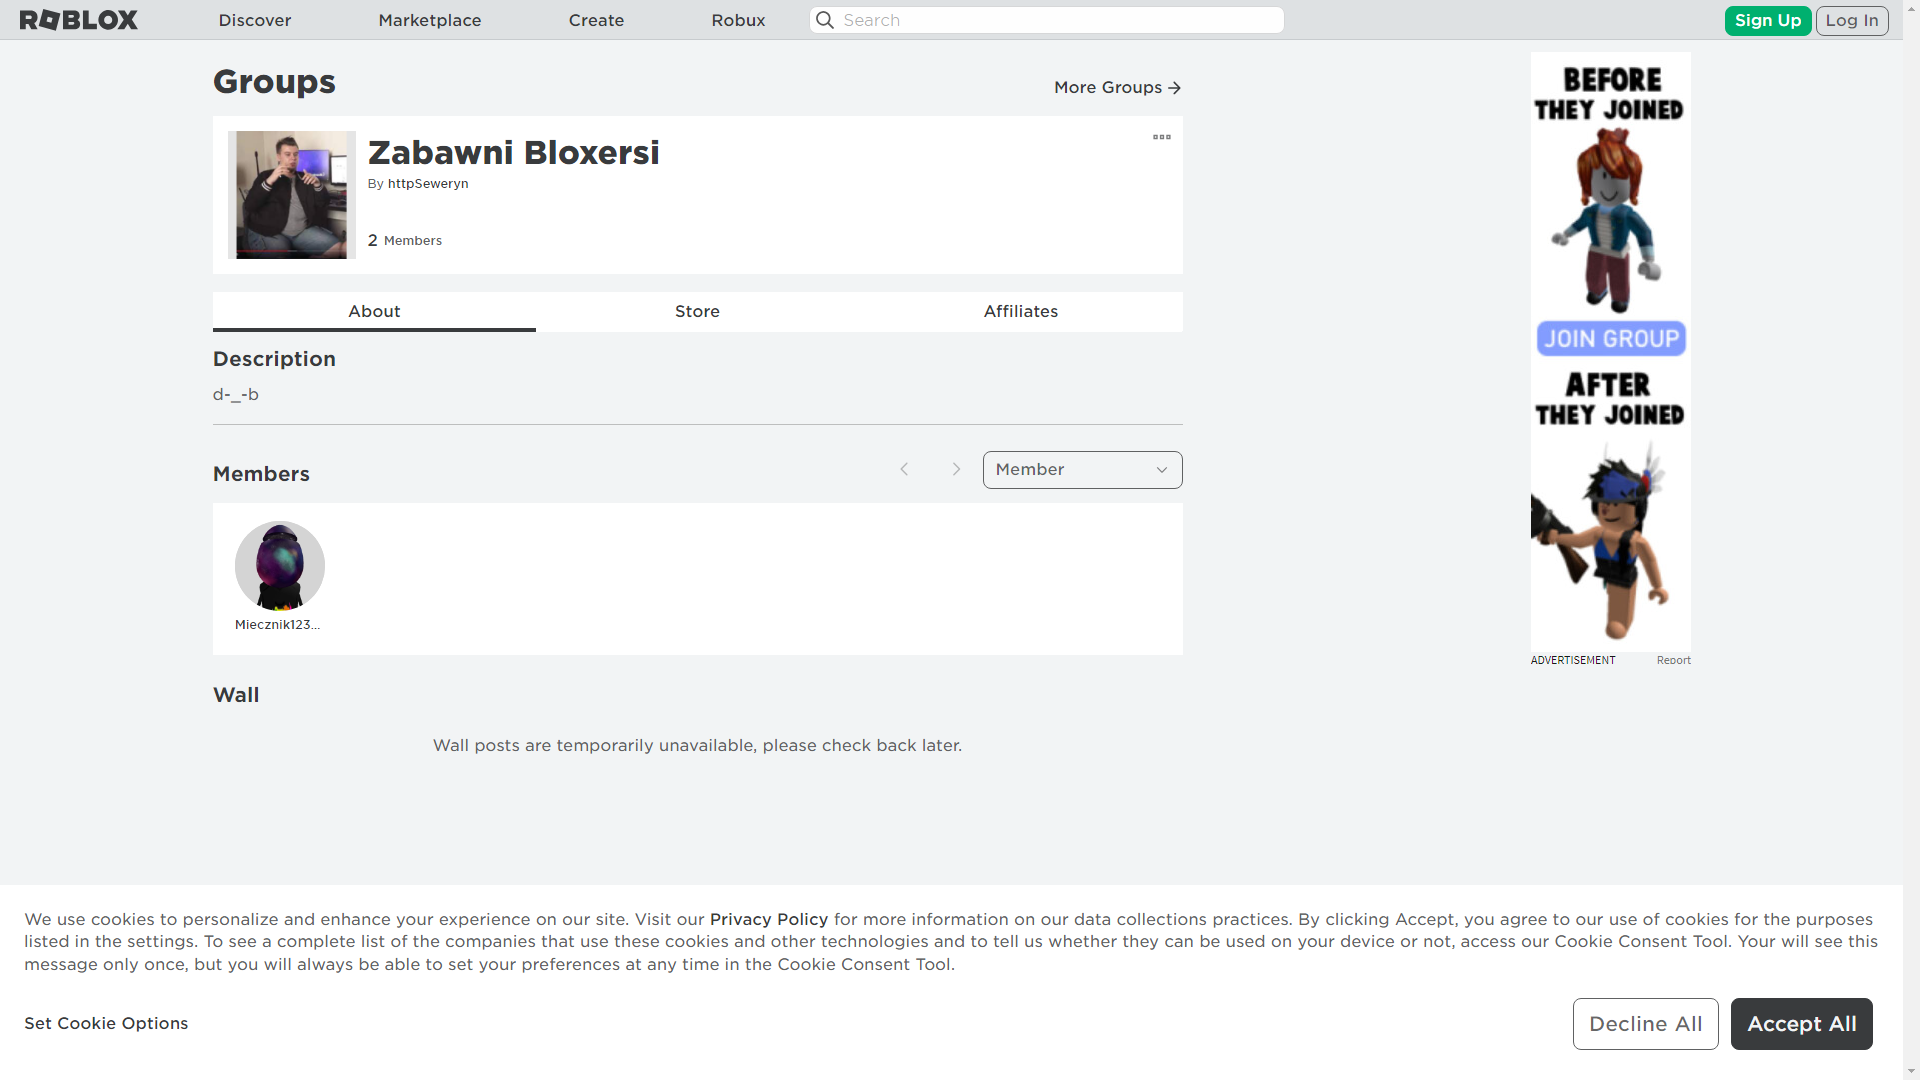 ROBLOX
Discover
Marketplace
Create
Robux
Search
Sign Up
Log In
Groups
More Groups
Zabawni Bloxersi
By httpSeweryn
2 Members
About
Store
Affiliates
Description
d-_-b
Members
Member
Miecznik123...
Wall
Wall posts are temporarily unavailable, please check back later.
BEFORE
THEY JOINED
JOIN GROUP
AFTER
THEY JOINED
ADVERTISEMENT
Report
We use cookies to personalize and enhance your experience on our site. Visit our Privacy Policy for more information on our data collections practices. By clicking Accept, you agree to our use of cookies for the purposes
listed in the settings. To see a complete list of the companies that use these cookies and other technologies and to tell us whether they can be used on your device or not, access our Cookie Consent Tool. Your will see this
message only once, but you will always be able to set your preferences at any time in the Cookie Consent Tool.
Set Cookie Options
Decline All
Accept All